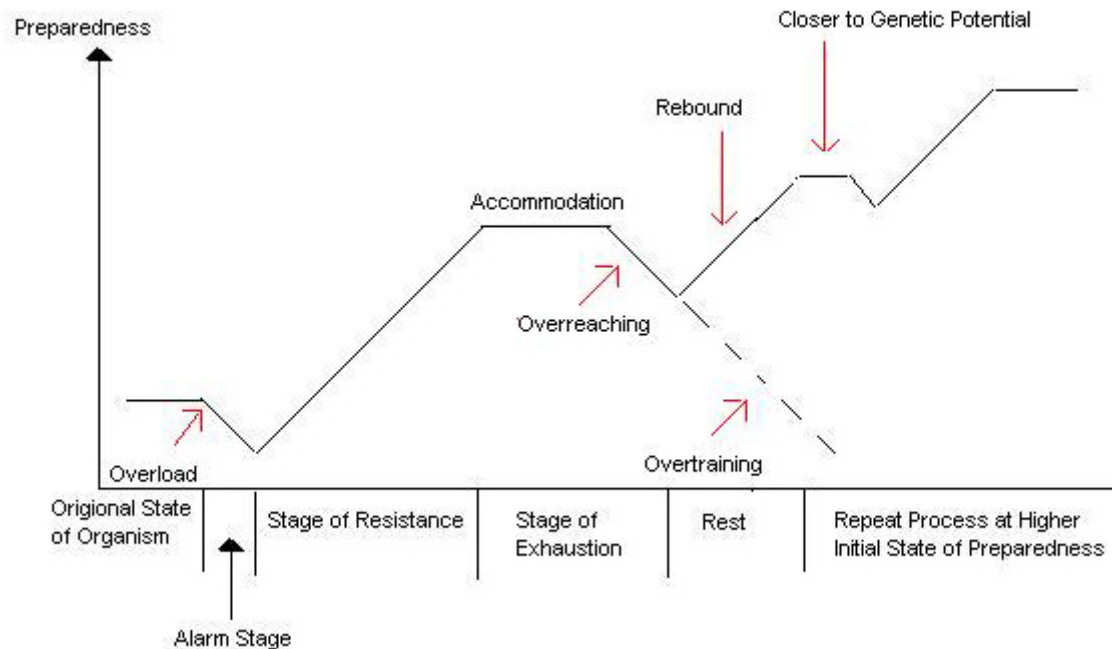 Closer to Genetic Potential
Preparedness
Rebound
Accommodation
Overreaching
Overtraining
Overload
Origional State
of Organism
Stage of Resistance
Stage of
Exhaustion
Rest
Repeat Process at Higher
Initial State of Preparedness
Alarm Stage